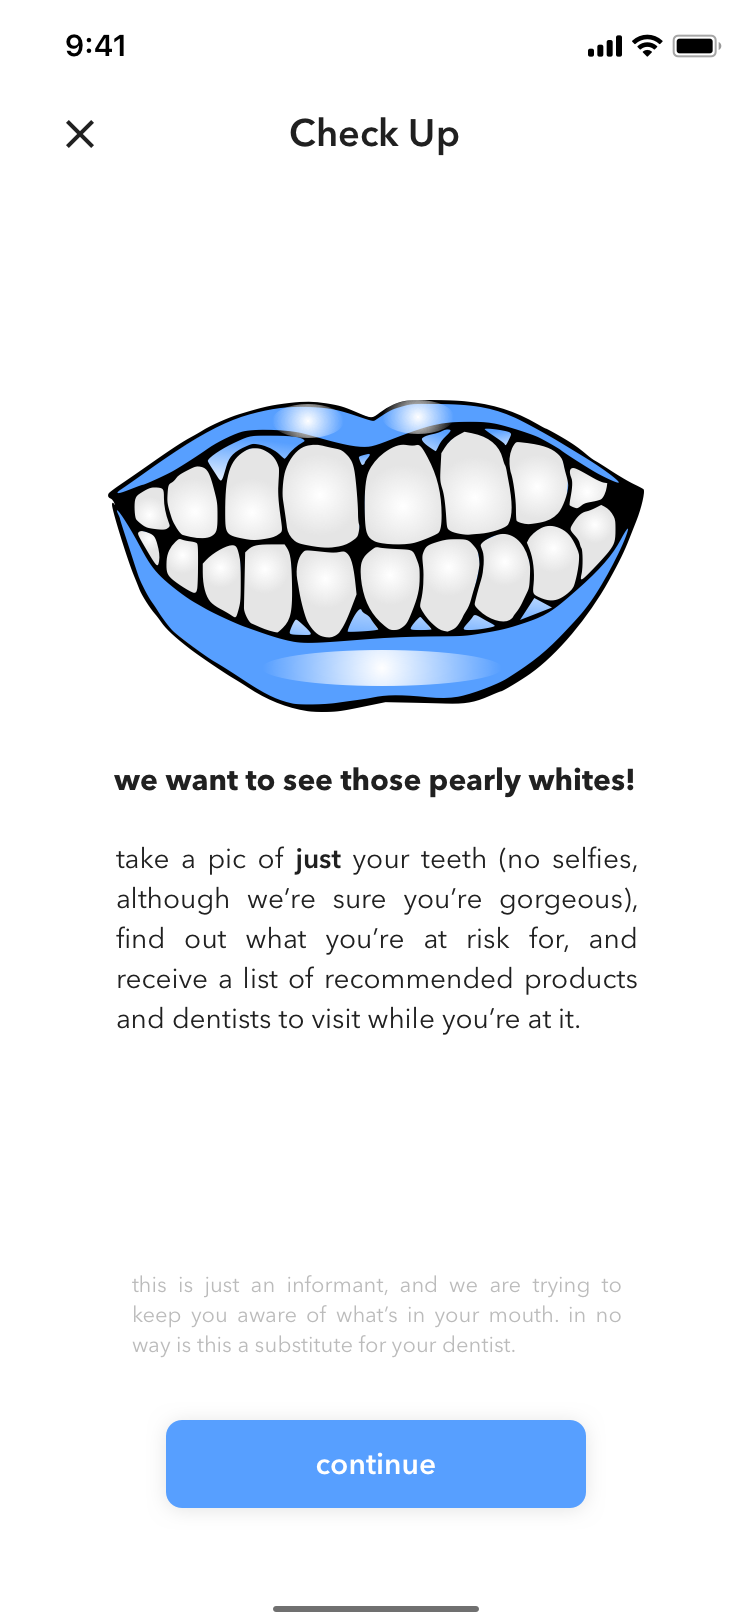 9:41
Check Up
we want to see those pearly whites!
take a pic of just your teeth (no selfies,
although we’re sure you’re gorgeous),
find out what you’re at risk for, and
receive a list of recommended products
and dentists to visit while you’re at it.
this is just an informant, and we are trying to
keep you aware of what’s in your mouth. in no
way is this a substitute for your dentist.
continue